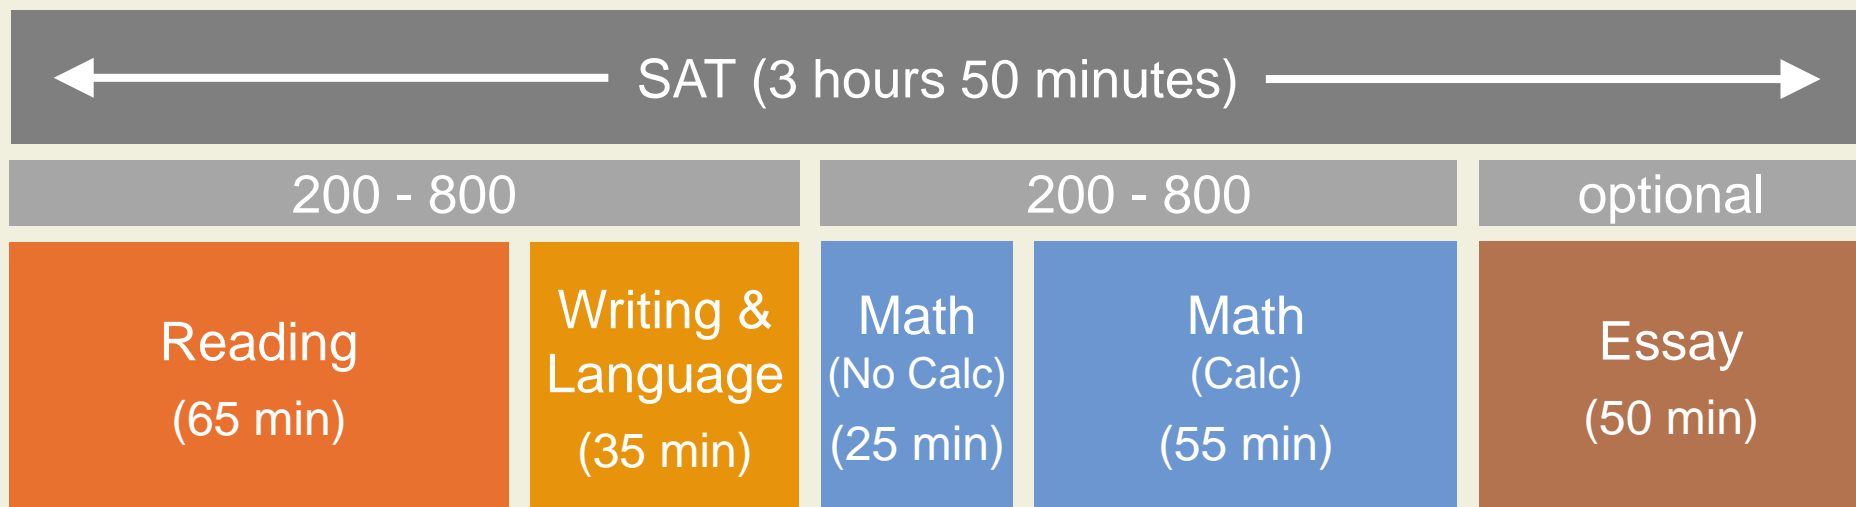 SAT (3 hours 50 minutes)
200 - 800
200 - 800
optional
Reading
(65 min)
Writing &
Language
(35 min)
Math
(No Calc)
(25 min)
Math
(Calc)
(55 min)
Essay
(50 min)